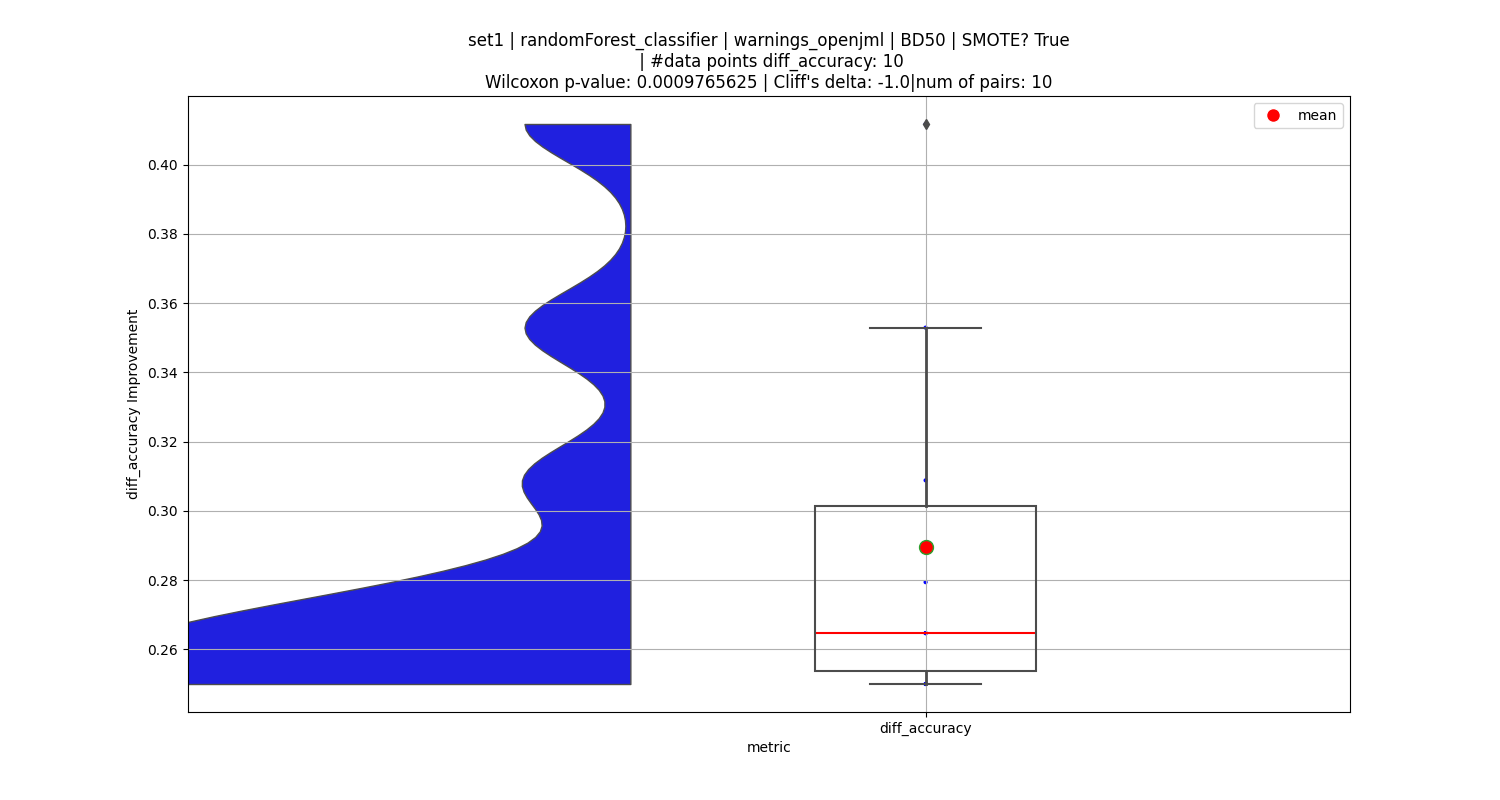 set1 | randomForest_classifier | warnings_openjml | BD50 | SMOTE? True
| #data points diff_accuracy: 10
Wilcoxon p-value: 0.0009765625 | Cliff's delta: -1.0|num of pairs: 10
mean
0.40
0.38
0.36
0.34
0.32
0.30
0.28
0.26
diff_accuracy Improvement
diff_accuracy
metric